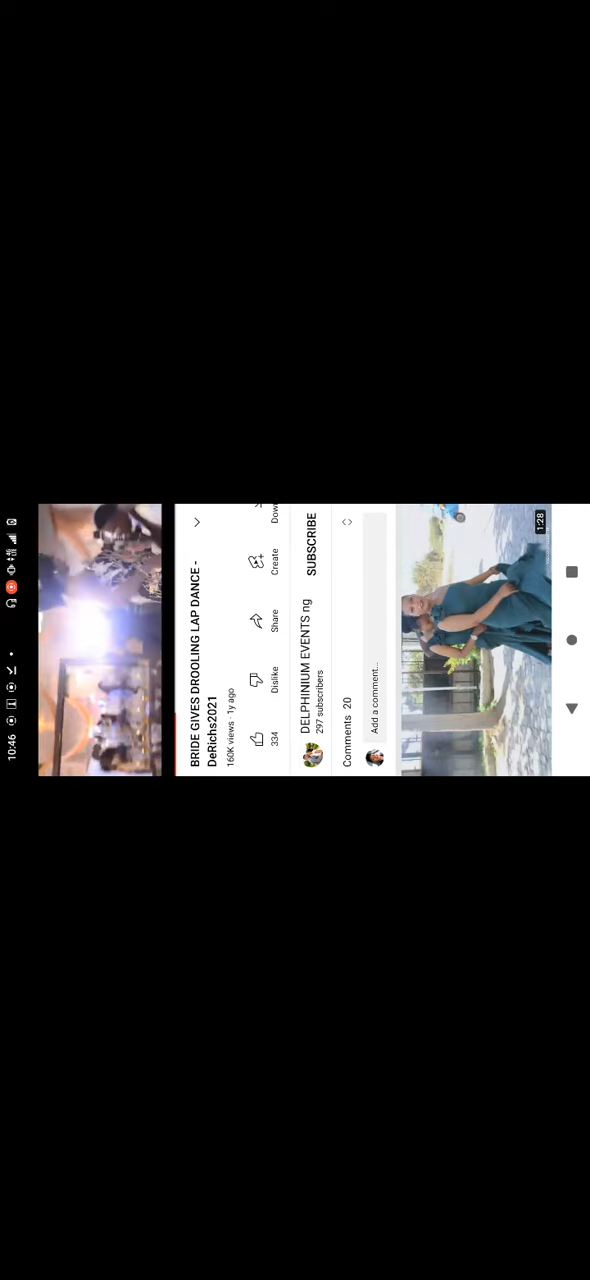 10:46
BRIDE GIVES DROOLING LAP DANCE -
DeRichs2021
160K views · 1y ago
334
Dislike
Share
Create
Down
DELPHINIUM EVENTS ng
297 subscribers
SUBSCRIBE
Comments 20
Add a comment...
1:28